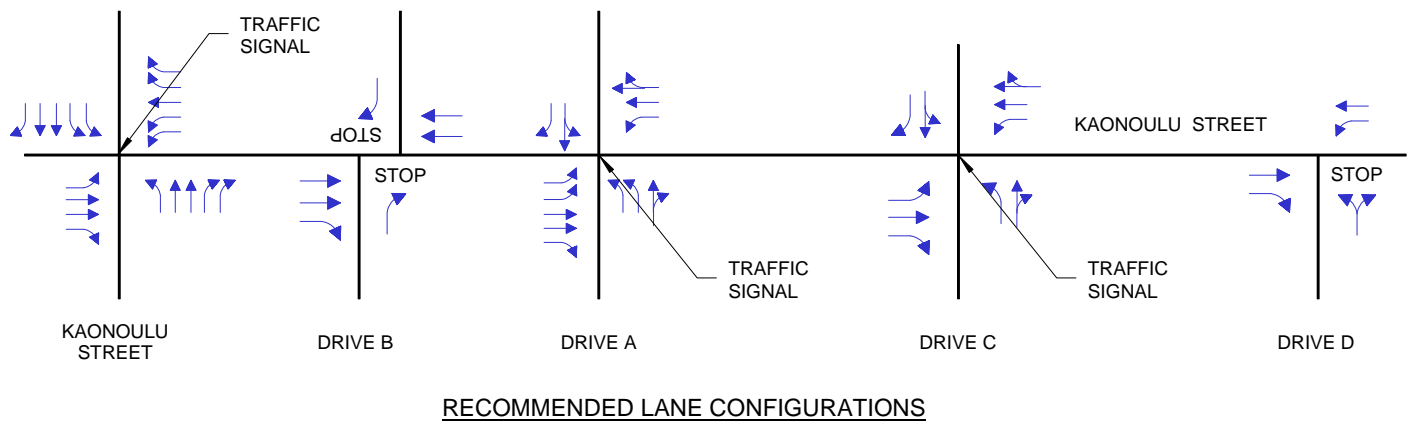 TRAFFIC
SIGNAL
STOP
KAONOULU STREET
STOP
STOP
TRAFFIC
SIGNAL
TRAFFIC
SIGNAL
KAONOULU
STREET
DRIVE B
DRIVE A
DRIVE C
DRIVE D
RECOMMENDED LANE CONFIGURATIONS